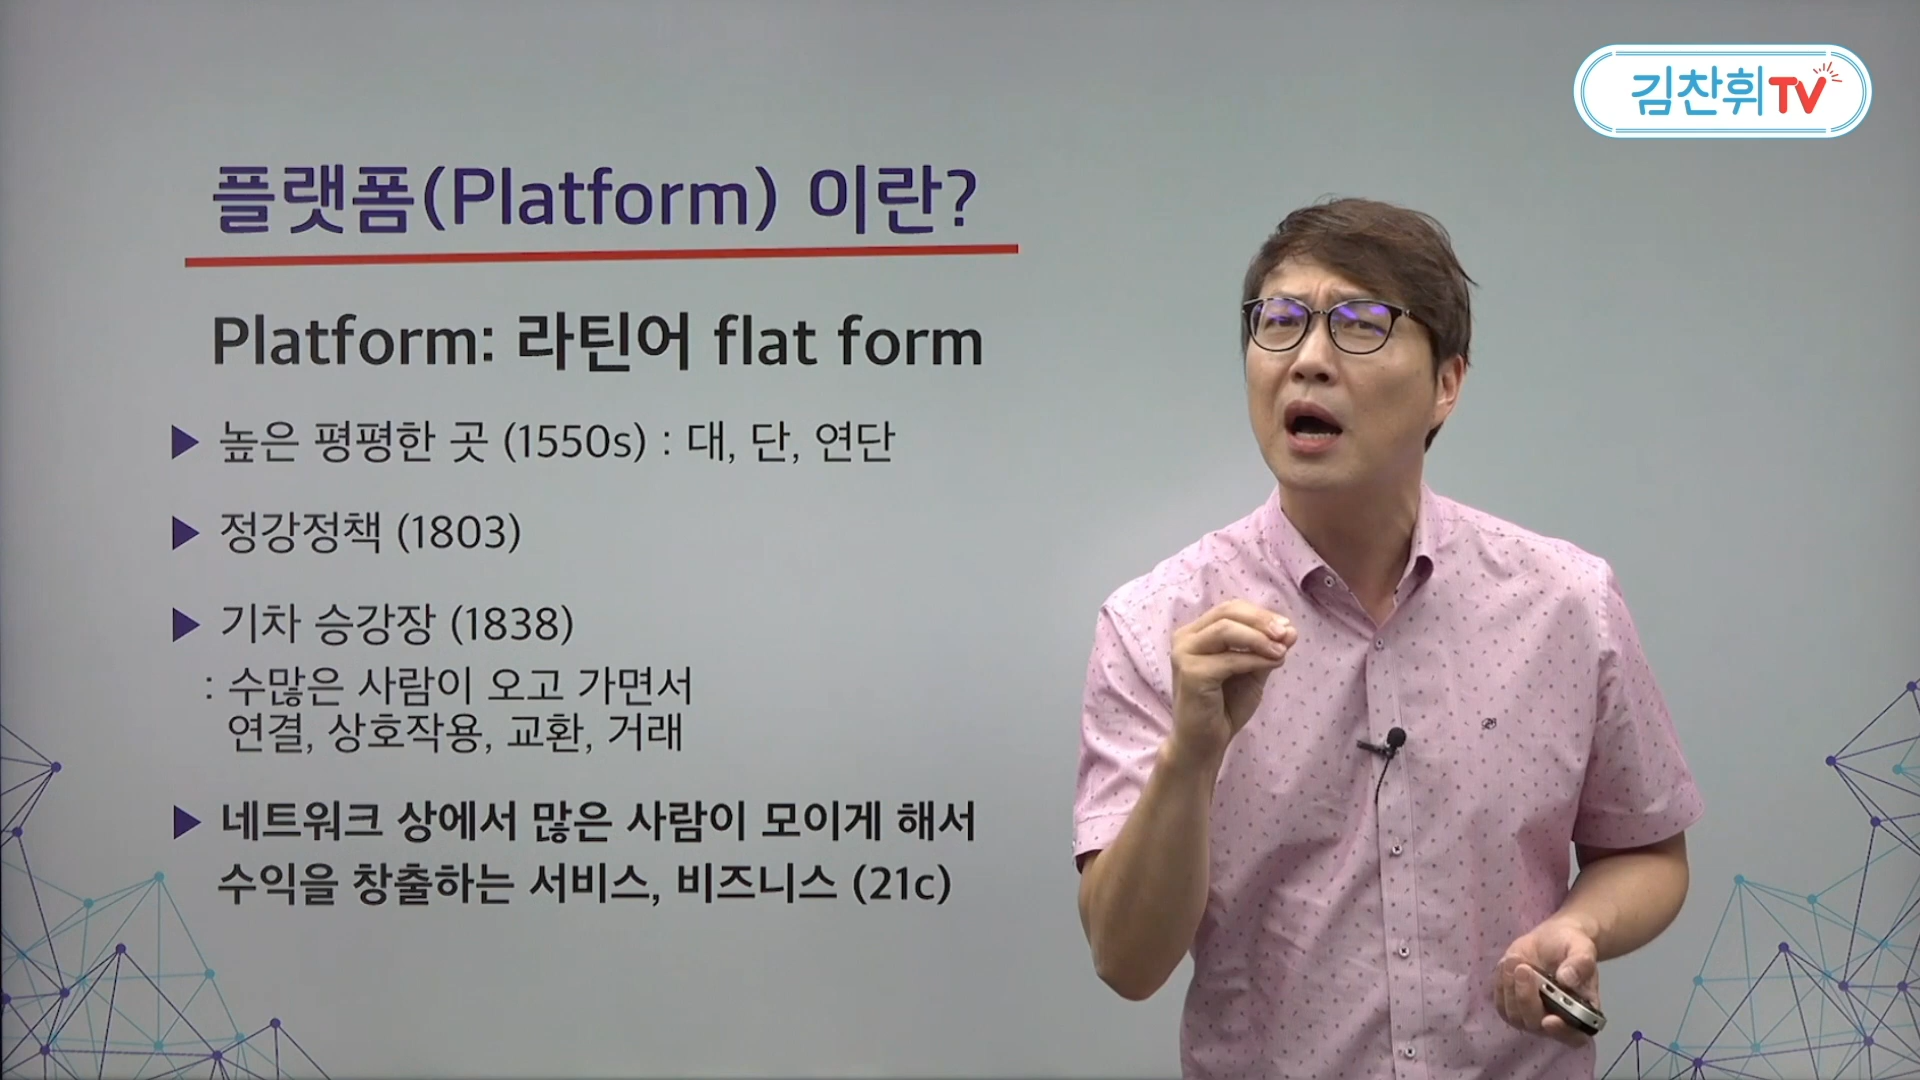 김찬휘TV
플랫폼(Platform) 이란?
Platform: 라틴어 flat form
▶ 높은 평평한 곳 (1550s) : 대, 단, 연단
▶ 정강정책 (1803)
▶ 기차 승강장 (1838)
: 수많은 사람이 오고 가면서
연결, 상호작용, 교환, 거래
▶ 네트워크 상에서 많은 사람이 모이게 해서
수익을 창출하는 서비스, 비즈니스 (21c)